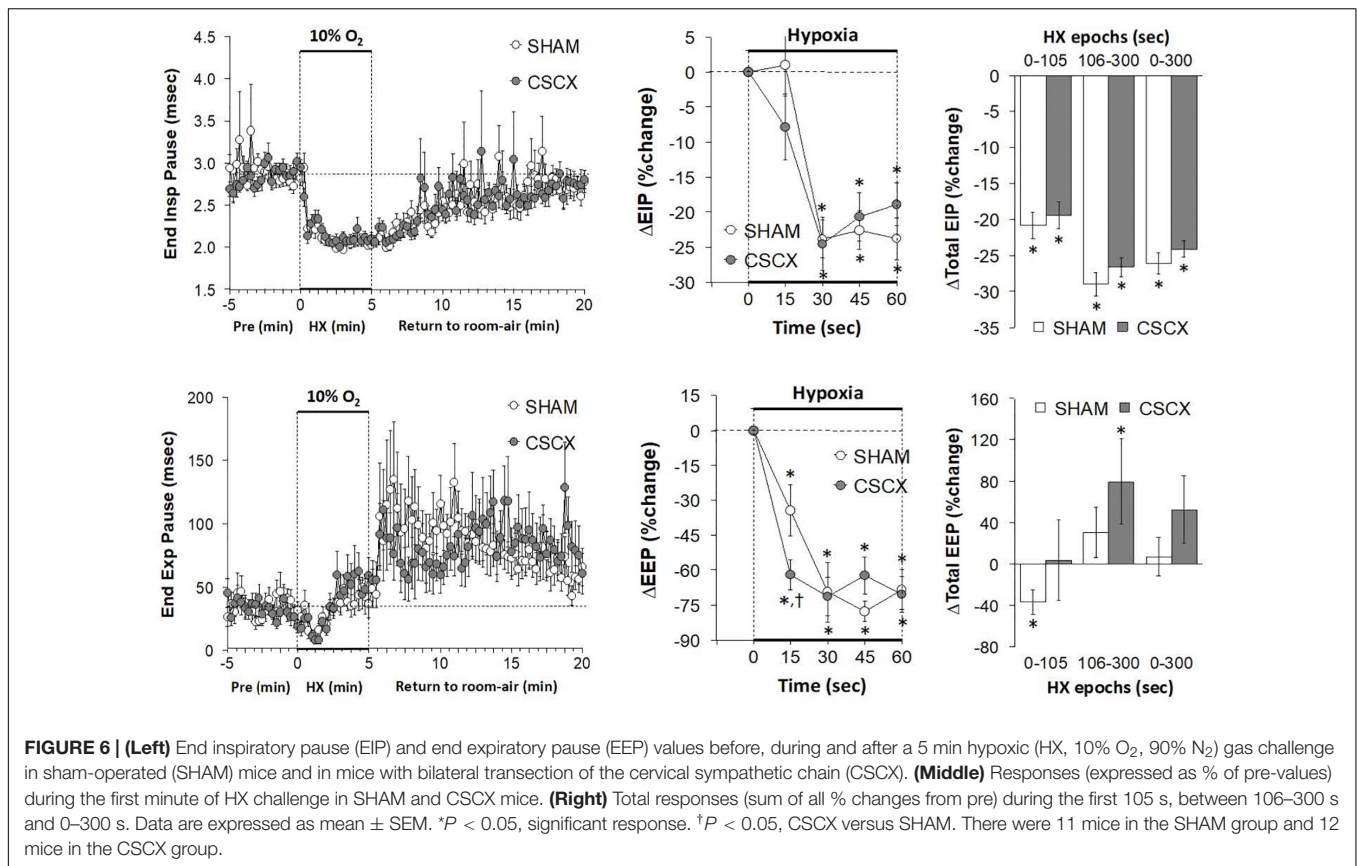 10% O2
SHAM
CSCX
End Insp Pause (msec)
4.5
4.0
3.5
3.0
2.5
2.0
1.5
-5 0 5 10 15 20
Pre (min) HX (min) Return to room-air (min)
Hypoxia
ΔEIP (%change)
5
0
-5
-10
-15
-20
-25
-30
* * *
* * *
SHAM
CSCX
0 15 30 45 60
Time (sec)
HX epochs (sec)
0-105 106-300 0-300
ΔTotal EIP (%change)
0
-5
-10
-15
-20
-25
-30
-35
* * * * * *
SHAM CSCX
10% O2
SHAM
CSCX
End Exp Pause (msec)
200
150
100
50
0
-5 0 5 10 15 20
Pre (min) HX (min) Return to room-air (min)
Hypoxia
ΔEEP (%change)
0
-15
-30
-45
-60
-75
-90
SHAM
CSCX
* * * *
*,† * * *
0 15 30 45 60
Time (sec)
SHAM CSCX
ΔTotal EEP (%change)
160
120
80
40
0
-40
-80
*
*
0-105 106-300 0-300
HX epochs (sec)
FIGURE 6 | (Left) End inspiratory pause (EIP) and end expiratory pause (EEP) values before, during and after a 5 min hypoxic (HX, 10% O2, 90% N2) gas challenge
in sham-operated (SHAM) mice and in mice with bilateral transection of the cervical sympathetic chain (CSCX). (Middle) Responses (expressed as % of pre-values)
during the first minute of HX challenge in SHAM and CSCX mice. (Right) Total responses (sum of all % changes from pre) during the first 105 s, between 106–300 s
and 0–300 s. Data are expressed as mean ± SEM. *P < 0.05, significant response. †P < 0.05, CSCX versus SHAM. There were 11 mice in the SHAM group and 12
mice in the CSCX group.